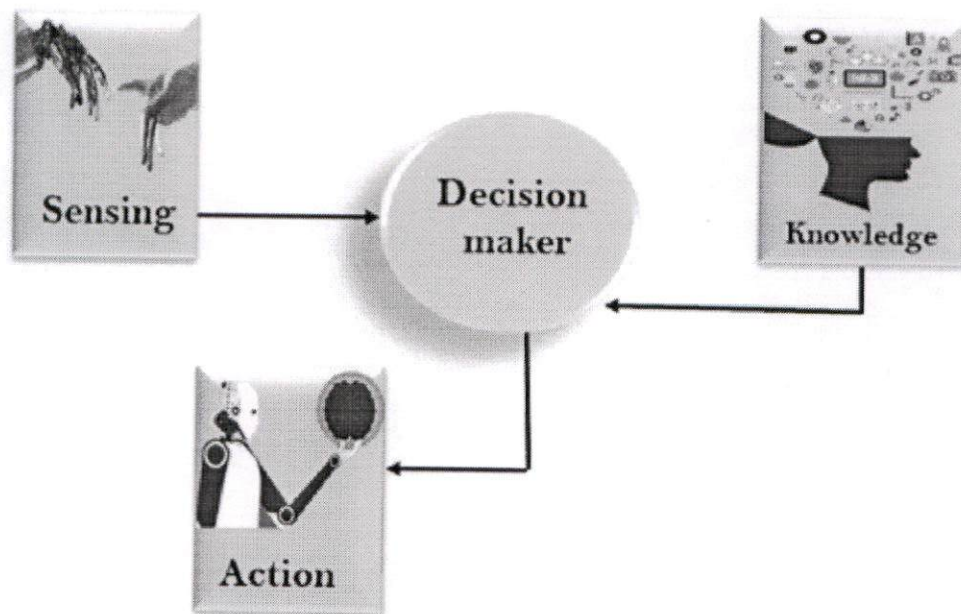 Sensing
Decision
maker
Knowledge
Action